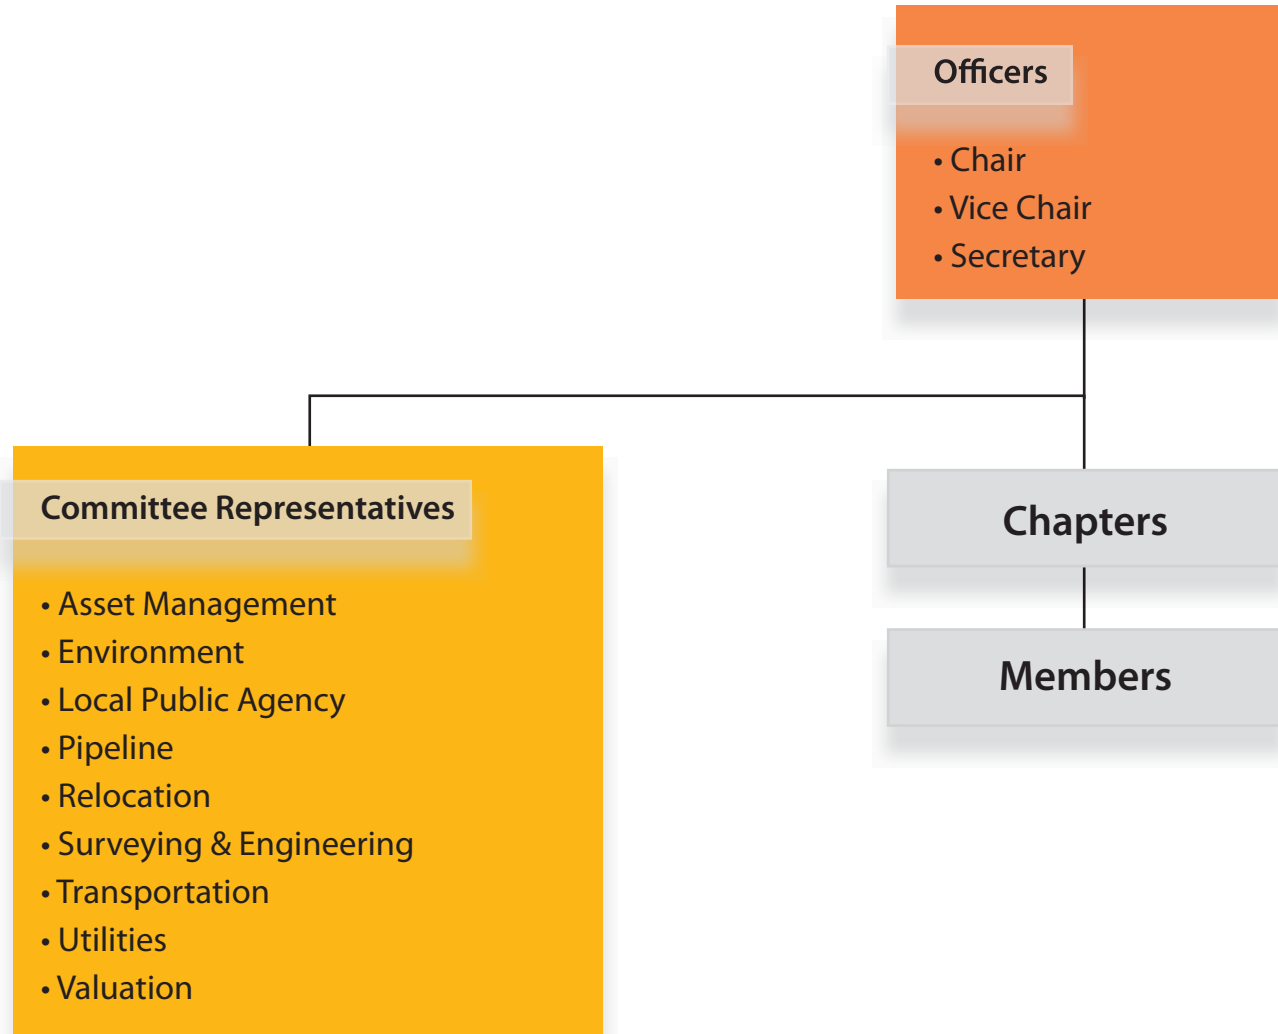 Officers
• Chair
• Vice Chair
• Secretary
Committee Representatives
• Asset Management
• Environment
• Local Public Agency
• Pipeline
• Relocation
• Surveying & Engineering
• Transportation
• Utilities
• Valuation
Chapters
Members